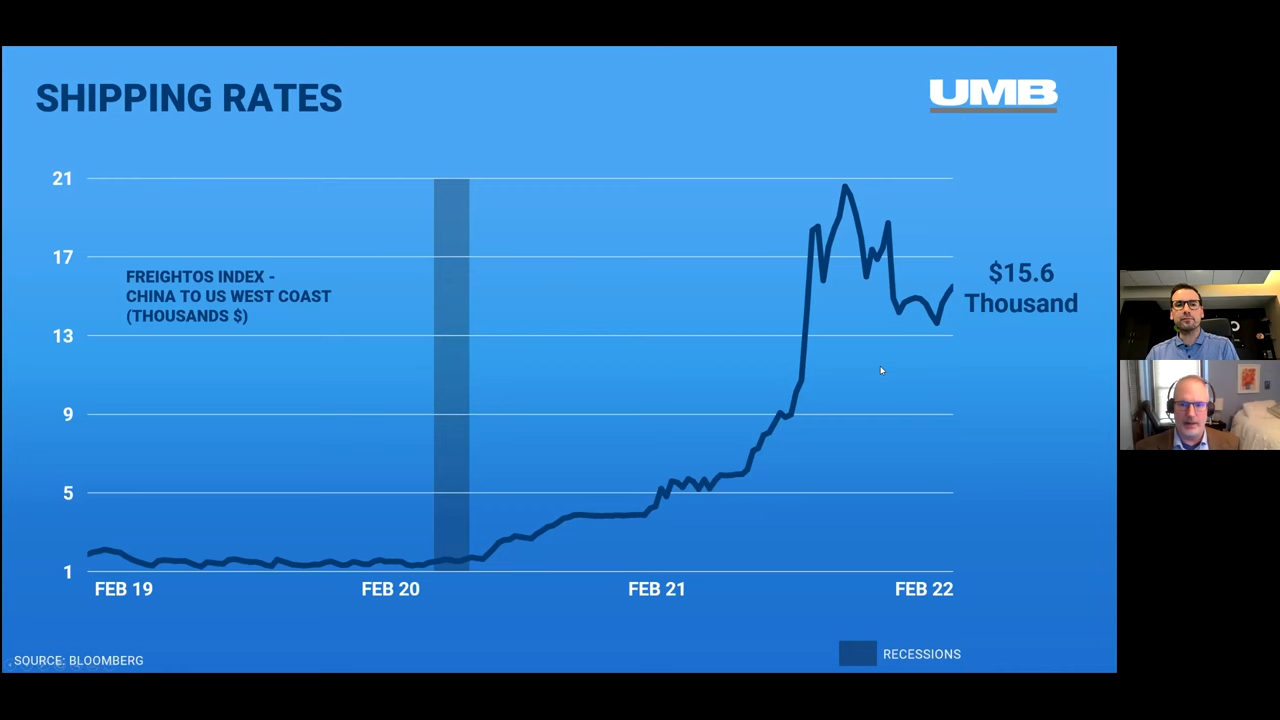 SHIPPING RATES
UMB
21
17
13
9
5
1
FREIGHTOS INDEX -
CHINA TO US WEST COAST
(THOUSANDS $)
$15.6
Thousand
FEB 19
FEB 20
FEB 21
FEB 22
SOURCE: BLOOMBERG
RECESSIONS